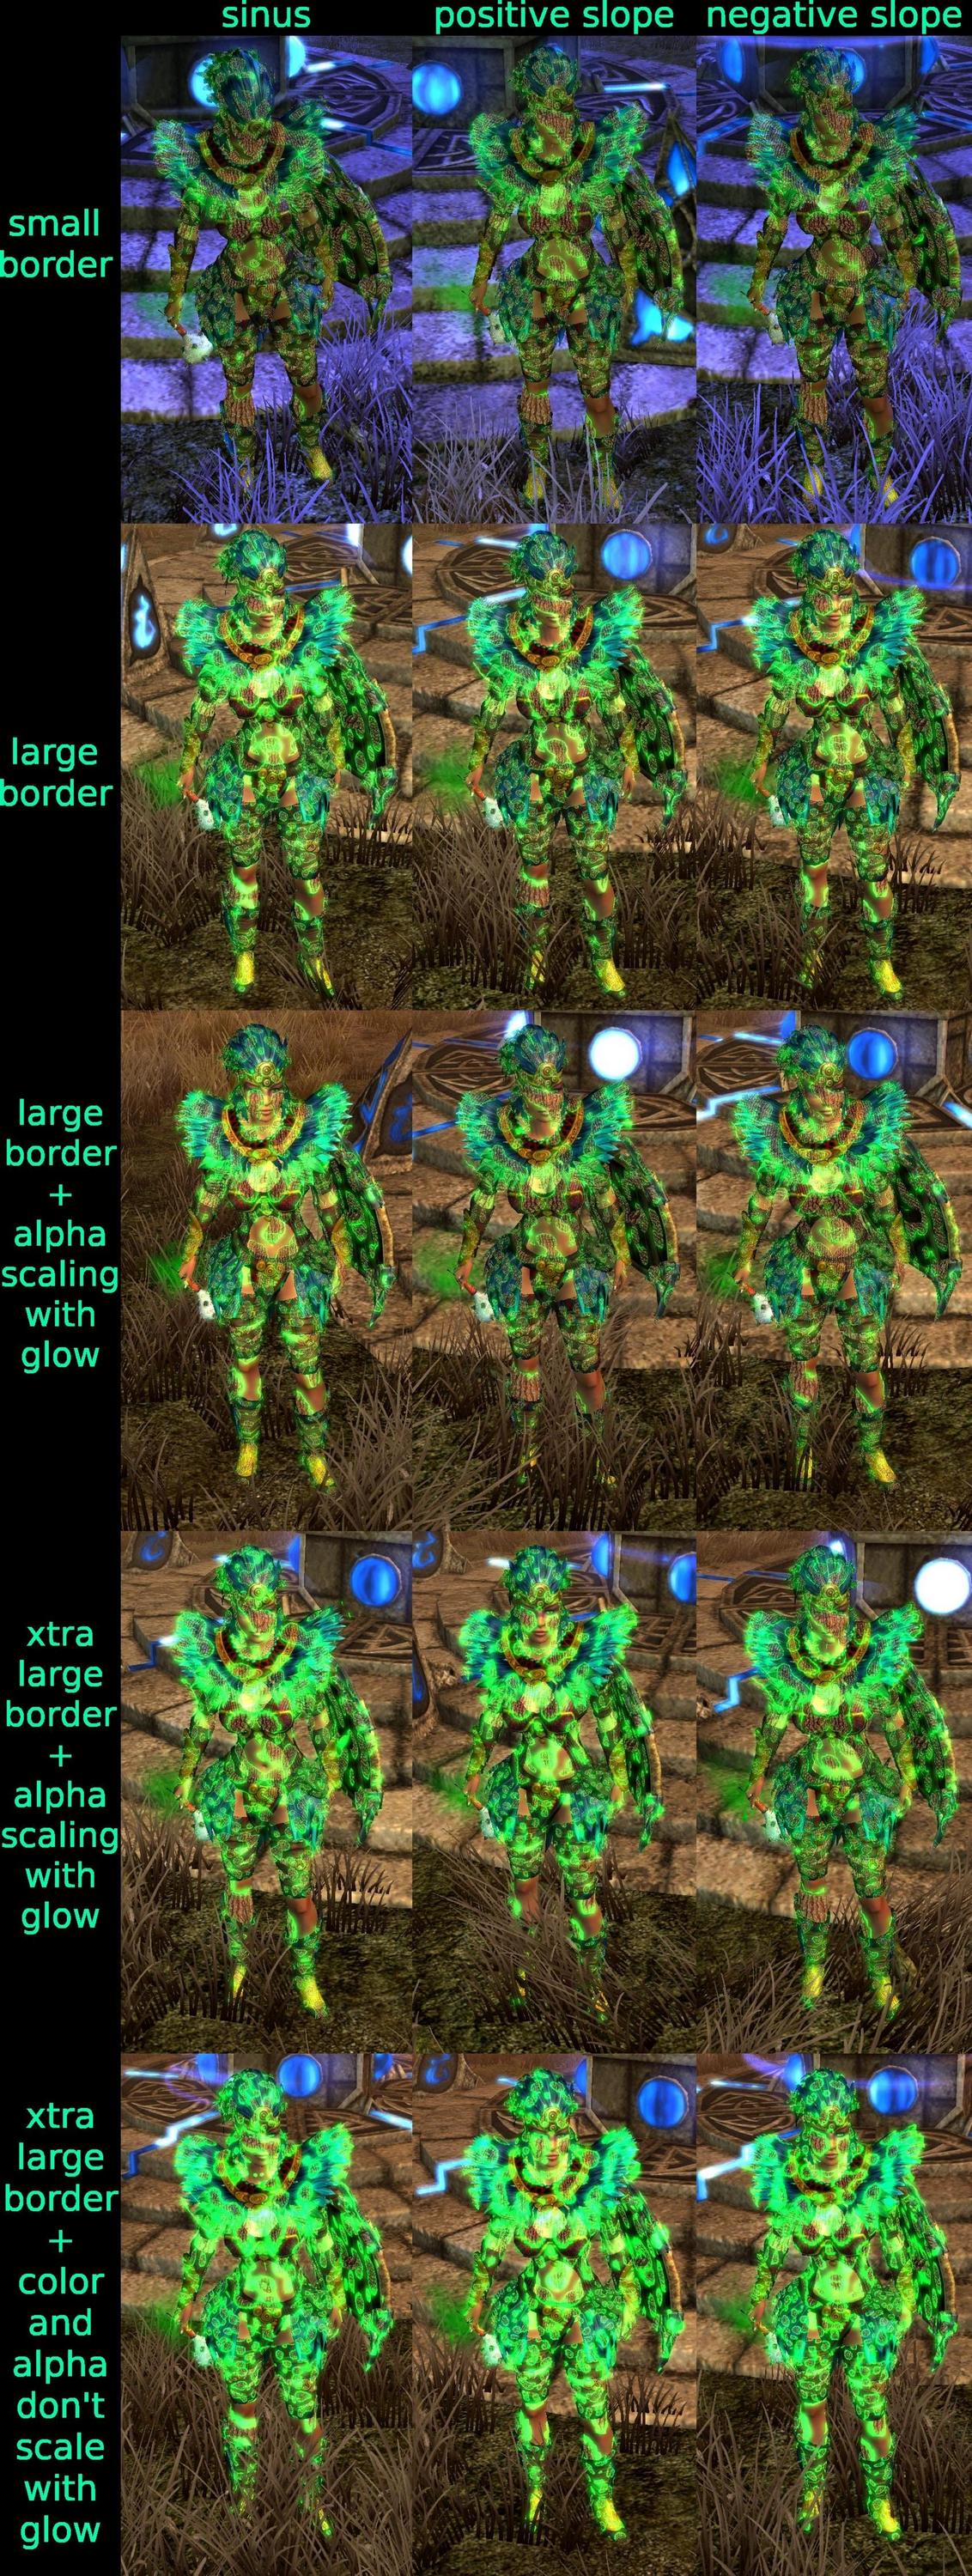 sinus positive slope negative slope
small
border
large
border
large
border
+
alpha
scaling
with
glow
xtra
large
border
+
alpha
scaling
with
glow
xtra
large
border
+
color
and
alpha
don't
scale
with
glow